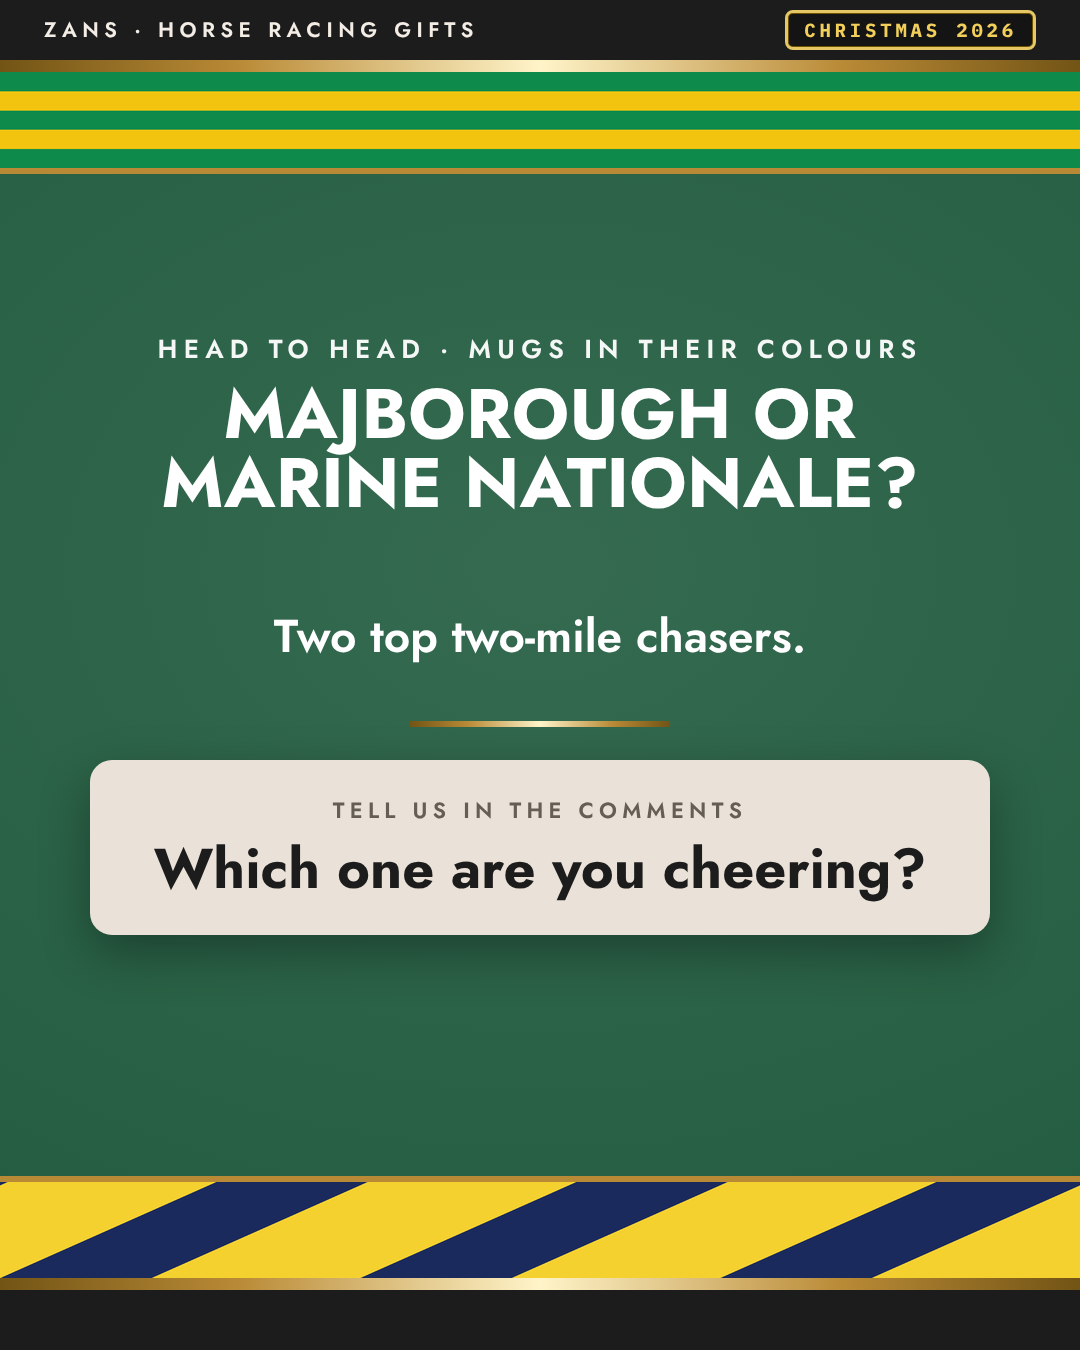 ZANS · HORSE RACING GIFTS
CHRISTMAS 2026
HEAD TO HEAD · MUGS IN THEIR COLOURS
MAJBOROUGH OR
MARINE NATIONALE?
Two top two-mile chasers.
TELL US IN THE COMMENTS
Which one are you cheering?